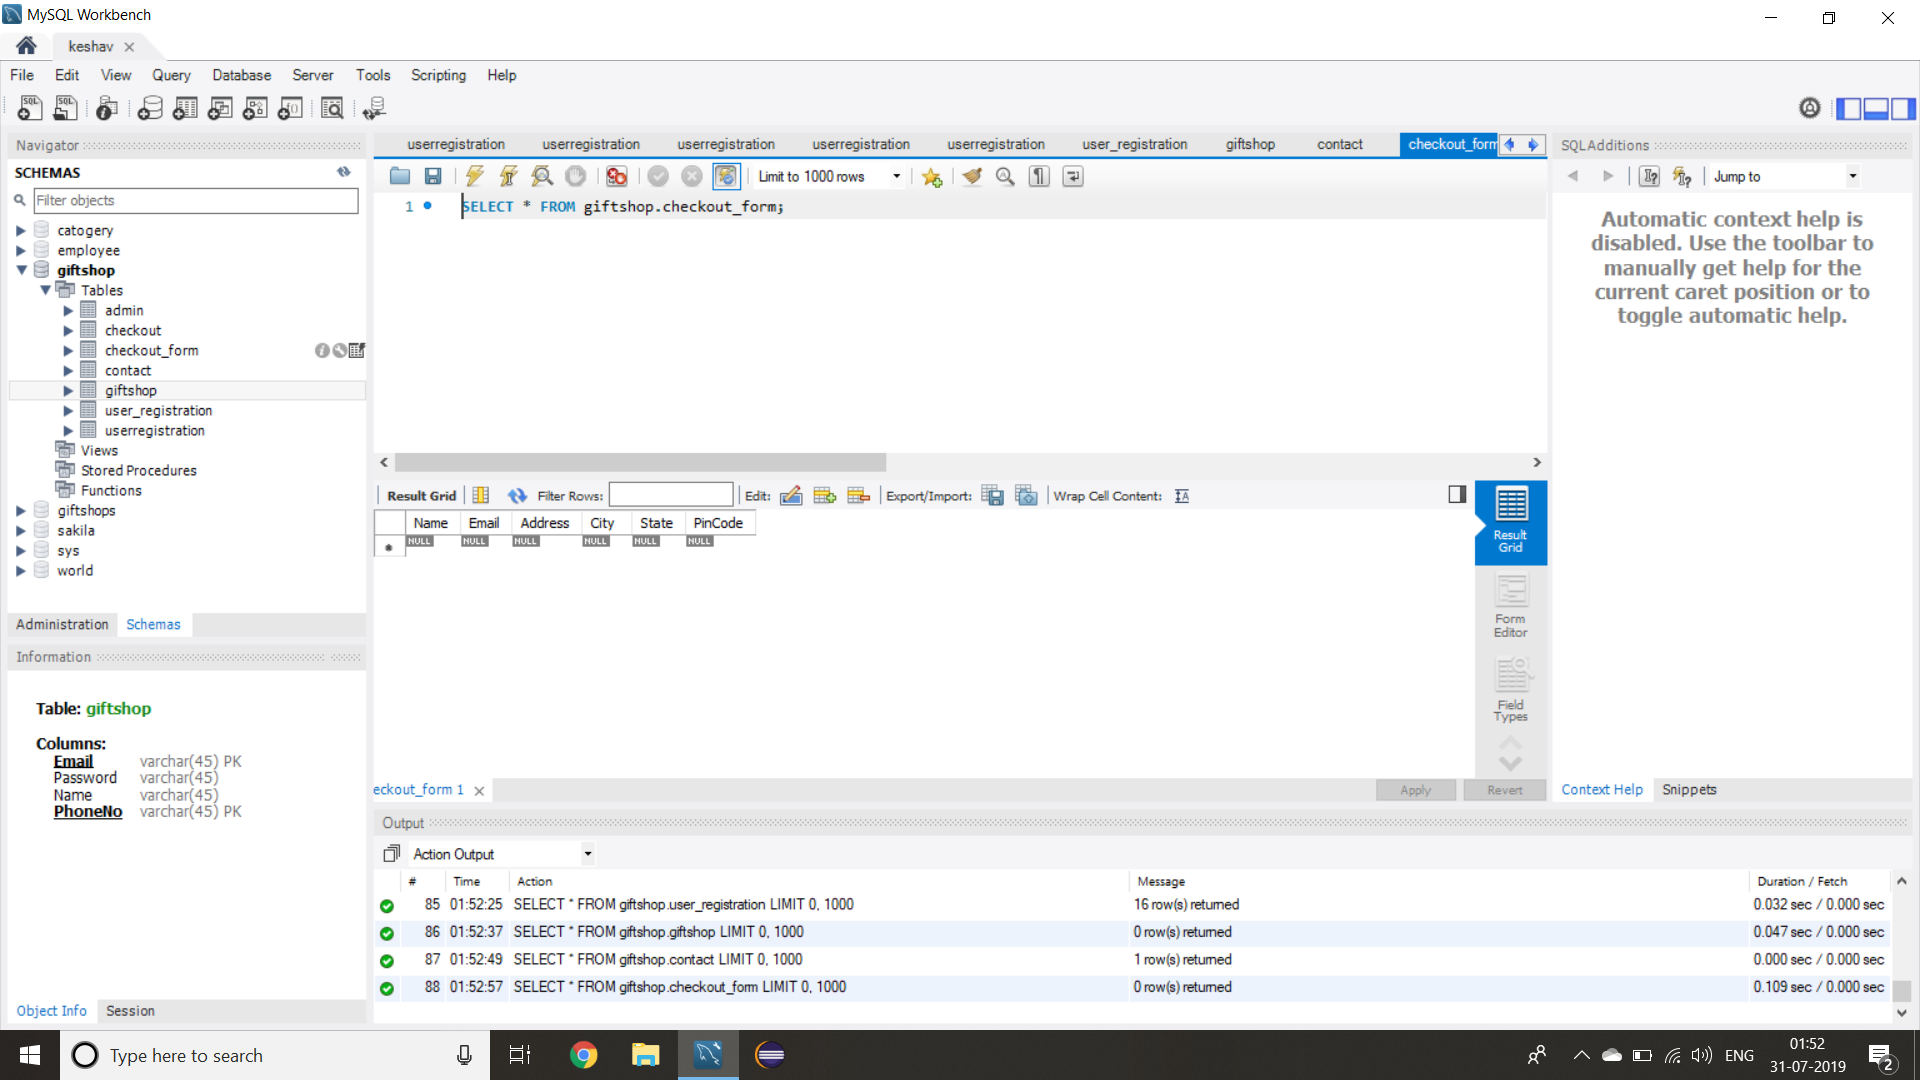 MySQL Workbench
keshav
File Edit View Query Database Server Tools Scripting Help
Navigator
SCHEMAS
Filter objects
catogery
employee
giftshop
Tables
admin
checkout
checkout_form
contact
giftshop
user_registration
userregistration
Views
Stored Procedures
Functions
giftshops
sakila
sys
world
Administration Schemas
Information
Table: giftshop
Columns:
Email varchar(45) PK
Password varchar(45)
Name varchar(45)
PhoneNo varchar(45) PK
Object Info Session
userregistration userregistration userregistration userregistration userregistration user_registration giftshop contact checkout_form
Limit to 1000 rows
1 SELECT * FROM giftshop.checkout_form;
Result Grid Filter Rows: Edit: Export/Import: Wrap Cell Content:
Name Email Address City State PinCode
NULL NULL NULL NULL NULL NULL
Result Grid
Form Editor
Field Types
eckout_form 1
Apply Revert
SQLAdditions
Jump to
Automatic context help is
disabled. Use the toolbar to
manually get help for the
current caret position or to
toggle automatic help.
Context Help Snippets
Output
Action Output
# Time Action Message Duration / Fetch
85 01:52:25 SELECT * FROM giftshop.user_registration LIMIT 0, 1000 16 row(s) returned 0.032 sec / 0.000 sec
86 01:52:37 SELECT * FROM giftshop.giftshop LIMIT 0, 1000 0 row(s) returned 0.047 sec / 0.000 sec
87 01:52:49 SELECT * FROM giftshop.contact LIMIT 0, 1000 1 row(s) returned 0.000 sec / 0.000 sec
88 01:52:57 SELECT * FROM giftshop.checkout_form LIMIT 0, 1000 0 row(s) returned 0.109 sec / 0.000 sec
Type here to search
ENG
01:52
31-07-2019
2